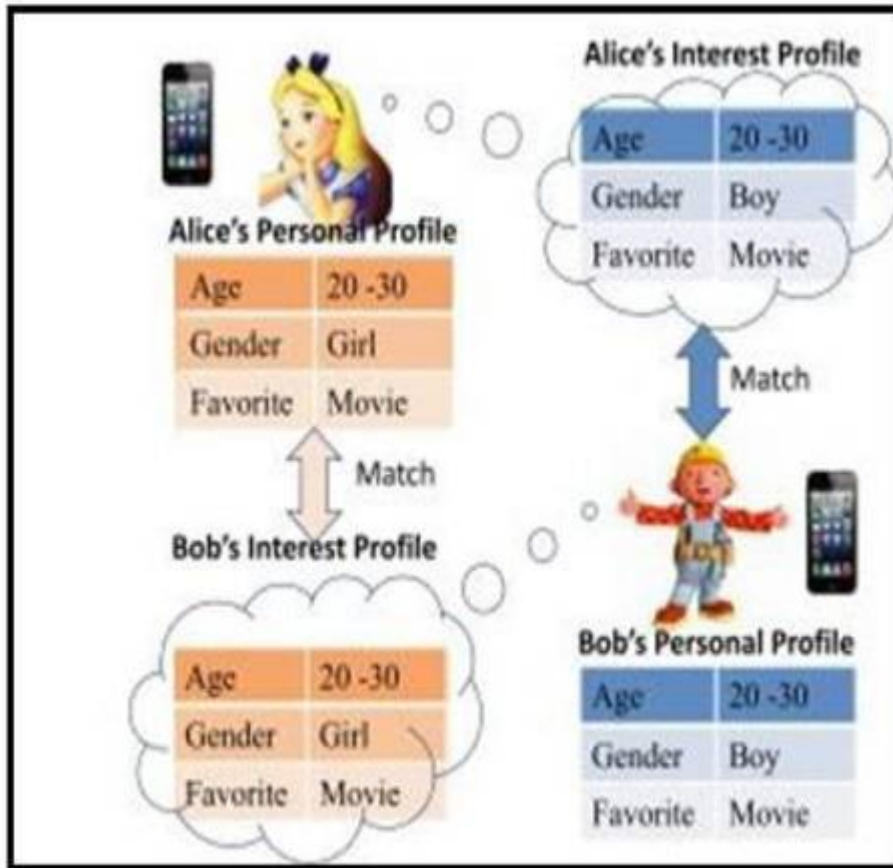 Alice's Interest Profile
Age 20 -30
Gender Boy
Favorite Movie
Alice's Personal Profile
Age 20 -30
Gender Girl
Favorite Movie
Match
Match
Bob's Interest Profile
Age 20 -30
Gender Girl
Favorite Movie
Bob's Personal Profile
Age 20 -30
Gender Boy
Favorite Movie